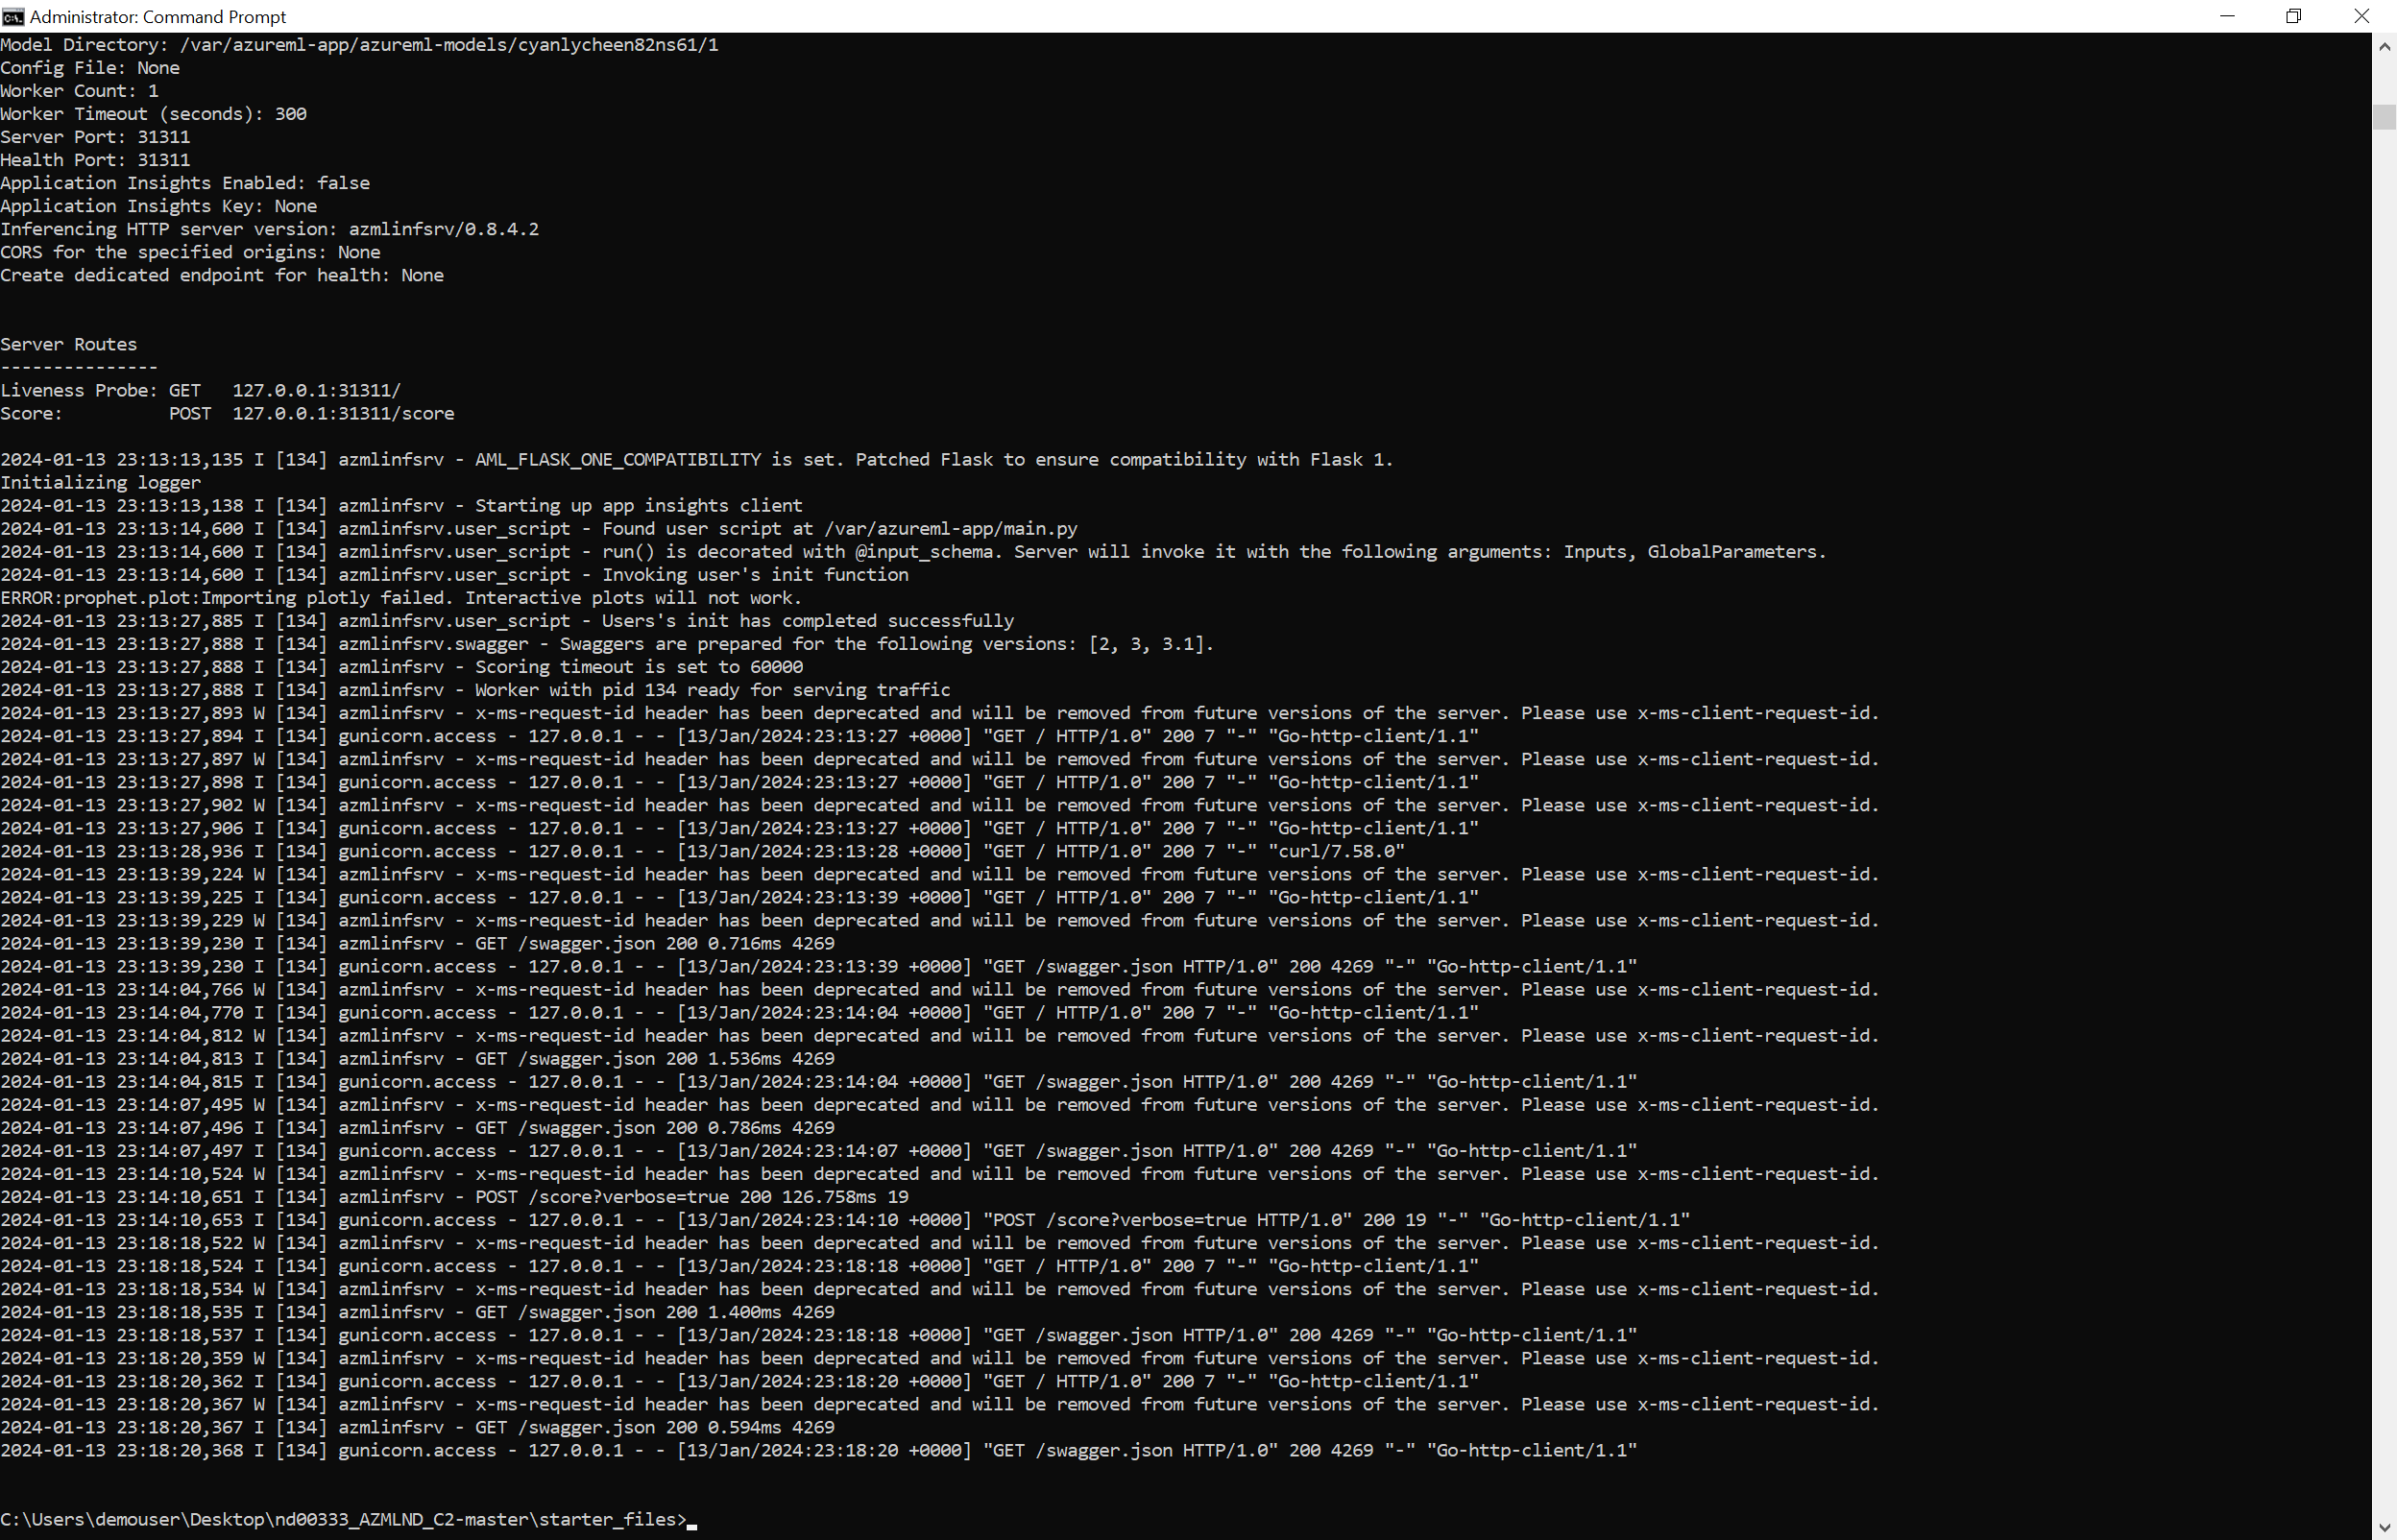 Administrator: Command Prompt
Model Directory: /var/azureml-app/azureml-models/cyanlycheen82ns61/1
Config File: None
Worker Count: 1
Worker Timeout (seconds): 300
Server Port: 31311
Health Port: 31311
Application Insights Enabled: false
Application Insights Key: None
Inferencing HTTP server version: azmlinfsrv/0.8.4.2
CORS for the specified origins: None
Create dedicated endpoint for health: None
Server Routes
---------------
Liveness Probe: GET   127.0.0.1:31311/
Score:          POST  127.0.0.1:31311/score
2024-01-13 23:13:13,135 I [134] azmlinfsrv - AML_FLASK_ONE_COMPATIBILITY is set. Patched Flask to ensure compatibility with Flask 1.
Initializing logger
2024-01-13 23:13:13,138 I [134] azmlinfsrv - Starting up app insights client
2024-01-13 23:13:14,600 I [134] azmlinfsrv.user_script - Found user script at /var/azureml-app/main.py
2024-01-13 23:13:14,600 I [134] azmlinfsrv.user_script - run() is decorated with @input_schema. Server will invoke it with the following arguments: Inputs, GlobalParameters.
2024-01-13 23:13:14,600 I [134] azmlinfsrv.user_script - Invoking user's init function
ERROR:prophet.plot:Importing plotly failed. Interactive plots will not work.
2024-01-13 23:13:27,885 I [134] azmlinfsrv.user_script - Users's init has completed successfully
2024-01-13 23:13:27,888 I [134] azmlinfsrv.swagger - Swaggers are prepared for the following versions: [2, 3, 3.1].
2024-01-13 23:13:27,888 I [134] azmlinfsrv - Scoring timeout is set to 60000
2024-01-13 23:13:27,888 I [134] azmlinfsrv - Worker with pid 134 ready for serving traffic
2024-01-13 23:13:27,893 W [134] azmlinfsrv - x-ms-request-id header has been deprecated and will be removed from future versions of the server. Please use x-ms-client-request-id.
2024-01-13 23:13:27,894 I [134] gunicorn.access - 127.0.0.1 - - [13/Jan/2024:23:13:27 +0000] "GET / HTTP/1.0" 200 7 "-" "Go-http-client/1.1"
2024-01-13 23:13:27,897 W [134] azmlinfsrv - x-ms-request-id header has been deprecated and will be removed from future versions of the server. Please use x-ms-client-request-id.
2024-01-13 23:13:27,898 I [134] gunicorn.access - 127.0.0.1 - - [13/Jan/2024:23:13:27 +0000] "GET / HTTP/1.0" 200 7 "-" "Go-http-client/1.1"
2024-01-13 23:13:27,902 W [134] azmlinfsrv - x-ms-request-id header has been deprecated and will be removed from future versions of the server. Please use x-ms-client-request-id.
2024-01-13 23:13:27,906 I [134] gunicorn.access - 127.0.0.1 - - [13/Jan/2024:23:13:27 +0000] "GET / HTTP/1.0" 200 7 "-" "Go-http-client/1.1"
2024-01-13 23:13:28,936 I [134] gunicorn.access - 127.0.0.1 - - [13/Jan/2024:23:13:28 +0000] "GET / HTTP/1.0" 200 7 "-" "curl/7.58.0"
2024-01-13 23:13:39,224 W [134] azmlinfsrv - x-ms-request-id header has been deprecated and will be removed from future versions of the server. Please use x-ms-client-request-id.
2024-01-13 23:13:39,225 I [134] gunicorn.access - 127.0.0.1 - - [13/Jan/2024:23:13:39 +0000] "GET / HTTP/1.0" 200 7 "-" "Go-http-client/1.1"
2024-01-13 23:13:39,229 W [134] azmlinfsrv - x-ms-request-id header has been deprecated and will be removed from future versions of the server. Please use x-ms-client-request-id.
2024-01-13 23:13:39,230 I [134] azmlinfsrv - GET /swagger.json 200 0.716ms 4269
2024-01-13 23:13:39,230 I [134] gunicorn.access - 127.0.0.1 - - [13/Jan/2024:23:13:39 +0000] "GET /swagger.json HTTP/1.0" 200 4269 "-" "Go-http-client/1.1"
2024-01-13 23:14:04,766 W [134] azmlinfsrv - x-ms-request-id header has been deprecated and will be removed from future versions of the server. Please use x-ms-client-request-id.
2024-01-13 23:14:04,770 I [134] gunicorn.access - 127.0.0.1 - - [13/Jan/2024:23:14:04 +0000] "GET / HTTP/1.0" 200 7 "-" "Go-http-client/1.1"
2024-01-13 23:14:04,812 W [134] azmlinfsrv - x-ms-request-id header has been deprecated and will be removed from future versions of the server. Please use x-ms-client-request-id.
2024-01-13 23:14:04,813 I [134] azmlinfsrv - GET /swagger.json 200 1.536ms 4269
2024-01-13 23:14:04,815 I [134] gunicorn.access - 127.0.0.1 - - [13/Jan/2024:23:14:04 +0000] "GET /swagger.json HTTP/1.0" 200 4269 "-" "Go-http-client/1.1"
2024-01-13 23:14:07,495 W [134] azmlinfsrv - x-ms-request-id header has been deprecated and will be removed from future versions of the server. Please use x-ms-client-request-id.
2024-01-13 23:14:07,496 I [134] azmlinfsrv - GET /swagger.json 200 0.786ms 4269
2024-01-13 23:14:07,497 I [134] gunicorn.access - 127.0.0.1 - - [13/Jan/2024:23:14:07 +0000] "GET /swagger.json HTTP/1.0" 200 4269 "-" "Go-http-client/1.1"
2024-01-13 23:14:10,524 W [134] azmlinfsrv - x-ms-request-id header has been deprecated and will be removed from future versions of the server. Please use x-ms-client-request-id.
2024-01-13 23:14:10,651 I [134] azmlinfsrv - POST /score?verbose=true 200 126.758ms 19
2024-01-13 23:14:10,653 I [134] gunicorn.access - 127.0.0.1 - - [13/Jan/2024:23:14:10 +0000] "POST /score?verbose=true HTTP/1.0" 200 19 "-" "Go-http-client/1.1"
2024-01-13 23:18:18,522 W [134] azmlinfsrv - x-ms-request-id header has been deprecated and will be removed from future versions of the server. Please use x-ms-client-request-id.
2024-01-13 23:18:18,524 I [134] gunicorn.access - 127.0.0.1 - - [13/Jan/2024:23:18:18 +0000] "GET / HTTP/1.0" 200 7 "-" "Go-http-client/1.1"
2024-01-13 23:18:18,534 W [134] azmlinfsrv - x-ms-request-id header has been deprecated and will be removed from future versions of the server. Please use x-ms-client-request-id.
2024-01-13 23:18:18,535 I [134] azmlinfsrv - GET /swagger.json 200 1.400ms 4269
2024-01-13 23:18:18,537 I [134] gunicorn.access - 127.0.0.1 - - [13/Jan/2024:23:18:18 +0000] "GET /swagger.json HTTP/1.0" 200 4269 "-" "Go-http-client/1.1"
2024-01-13 23:18:20,359 W [134] azmlinfsrv - x-ms-request-id header has been deprecated and will be removed from future versions of the server. Please use x-ms-client-request-id.
2024-01-13 23:18:20,362 I [134] gunicorn.access - 127.0.0.1 - - [13/Jan/2024:23:18:20 +0000] "GET / HTTP/1.0" 200 7 "-" "Go-http-client/1.1"
2024-01-13 23:18:20,367 W [134] azmlinfsrv - x-ms-request-id header has been deprecated and will be removed from future versions of the server. Please use x-ms-client-request-id.
2024-01-13 23:18:20,367 I [134] azmlinfsrv - GET /swagger.json 200 0.594ms 4269
2024-01-13 23:18:20,368 I [134] gunicorn.access - 127.0.0.1 - - [13/Jan/2024:23:18:20 +0000] "GET /swagger.json HTTP/1.0" 200 4269 "-" "Go-http-client/1.1"
C:\Users\demouser\Desktop\nd00333_AZMLND_C2-master\starter_files>